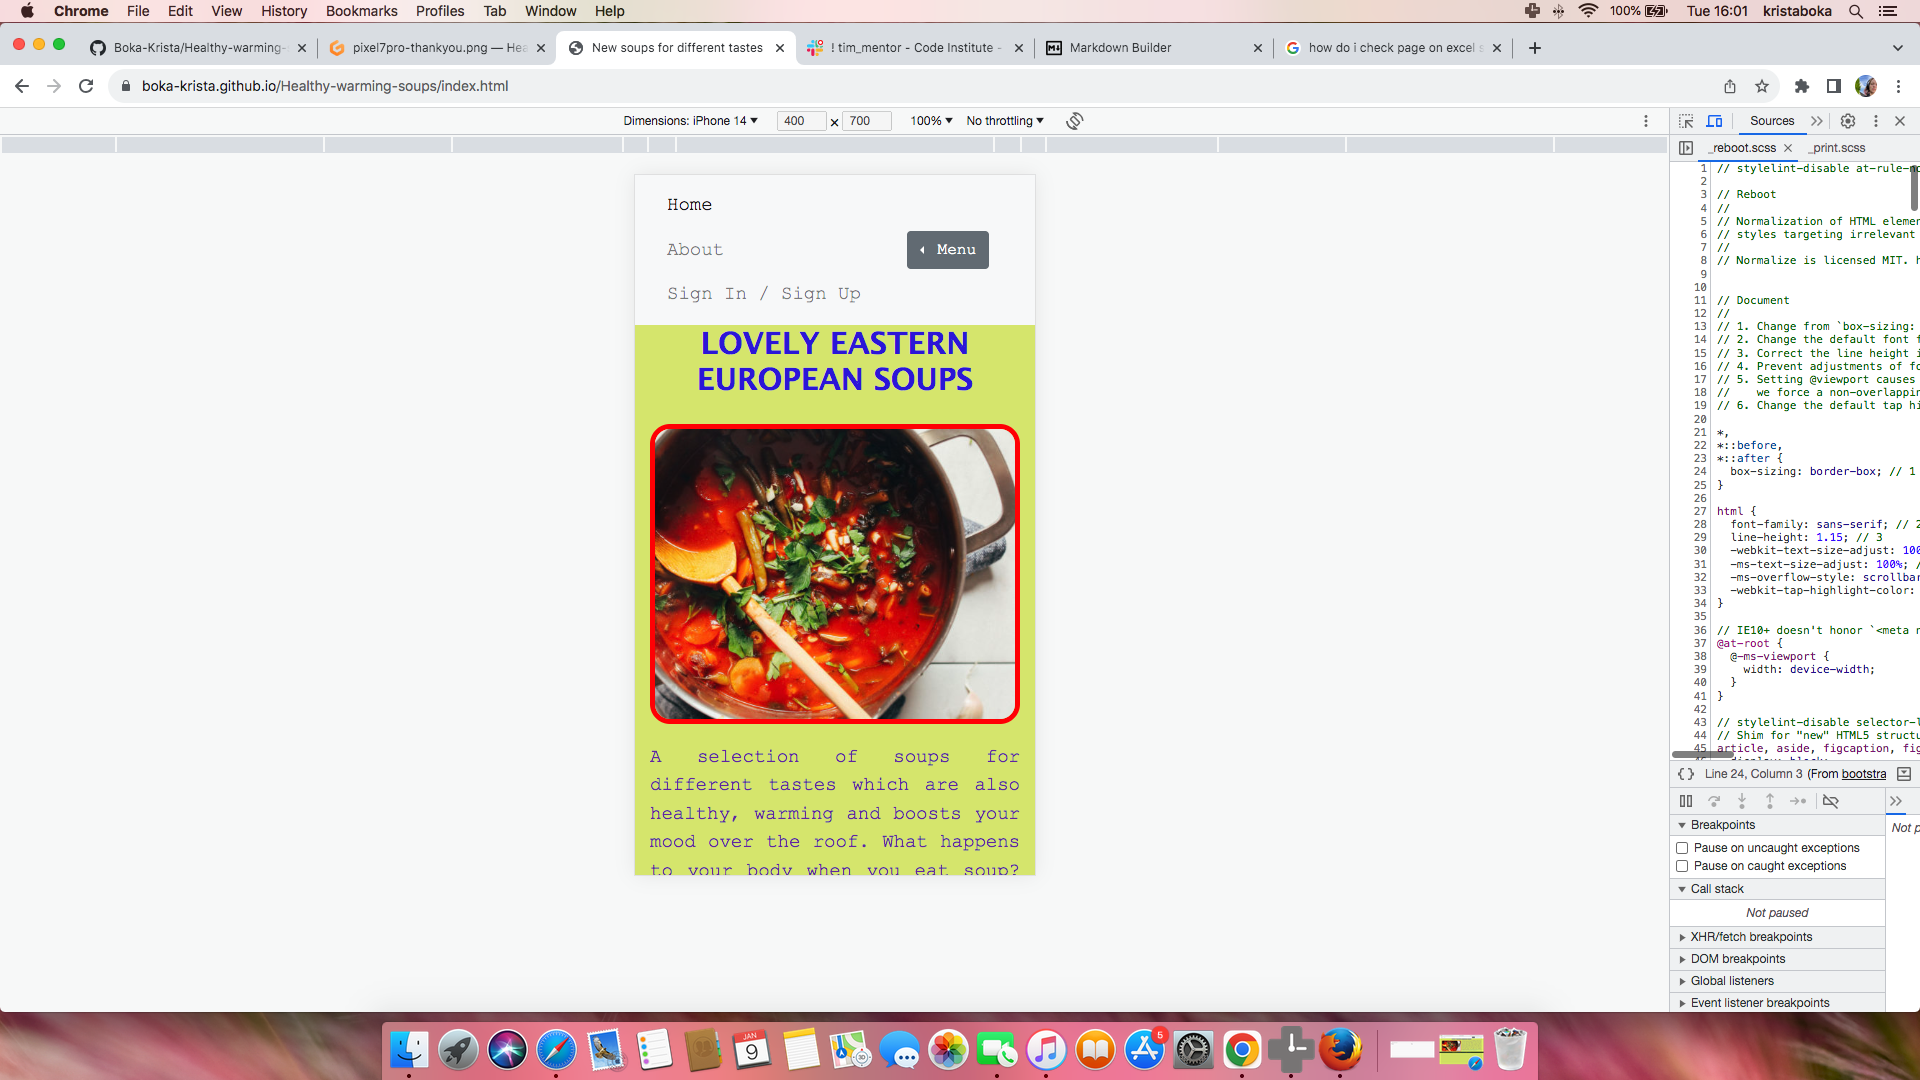 Chrome File Edit View History Bookmarks Profiles Tab Window Help 100% Tue 16:01 kristaboka
Boka-Krista/Healthy-warming- pixel7pro-thankyou.png — Hea New soups for different tastes ! tim_mentor - Code Institute - Markdown Builder how do i check page on excel s
boka-krista.github.io/Healthy-warming-soups/index.html
Dimensions: iPhone 14 400 × 700 100% No throttling Sources
_reboot.scss _print.scss
Home
About
Menu
Sign In / Sign Up
LOVELY EASTERN
EUROPEAN SOUPS
A selection of soups for
different tastes which are also
healthy, warming and boosts your
mood over the roof. What happens
to your body when you eat soup?
1 // stylelint-disable at-rule-no
2
3 // Reboot
4 //
5 // Normalization of HTML elemen
6 // styles targeting irrelevant
7 //
8 // Normalize is licensed MIT. h
9
10
11 // Document
12 //
13 // 1. Change from `box-sizing:
14 // 2. Change the default font f
15 // 3. Correct the line height i
16 // 4. Prevent adjustments of fo
17 // 5. Setting @viewport causes
18 // we force a non-overlappin
19 // 6. Change the default tap hi
20
21 *,
22 *::before,
23 *::after {
24 box-sizing: border-box; // 1
25 }
26
27 html {
28 font-family: sans-serif; // 2
29 line-height: 1.15; // 3
30 -webkit-text-size-adjust: 100
31 -ms-text-size-adjust: 100%; /
32 -ms-overflow-style: scrollbar
33 -webkit-tap-highlight-color:
34 }
35
36 // IE10+ doesn't honor `<meta n
37 @at-root {
38 @-ms-viewport {
39 width: device-width;
40 }
41 }
42
43 // stylelint-disable selector-l
44 // Shim for "new" HTML5 structu
45 article, aside, figcaption, fig
{ } Line 24, Column 3 (From bootstra
Breakpoints
Not p
Pause on uncaught exceptions
Pause on caught exceptions
Call stack
Not paused
XHR/fetch breakpoints
DOM breakpoints
Global listeners
Event listener breakpoints
JAN
9
3D
5